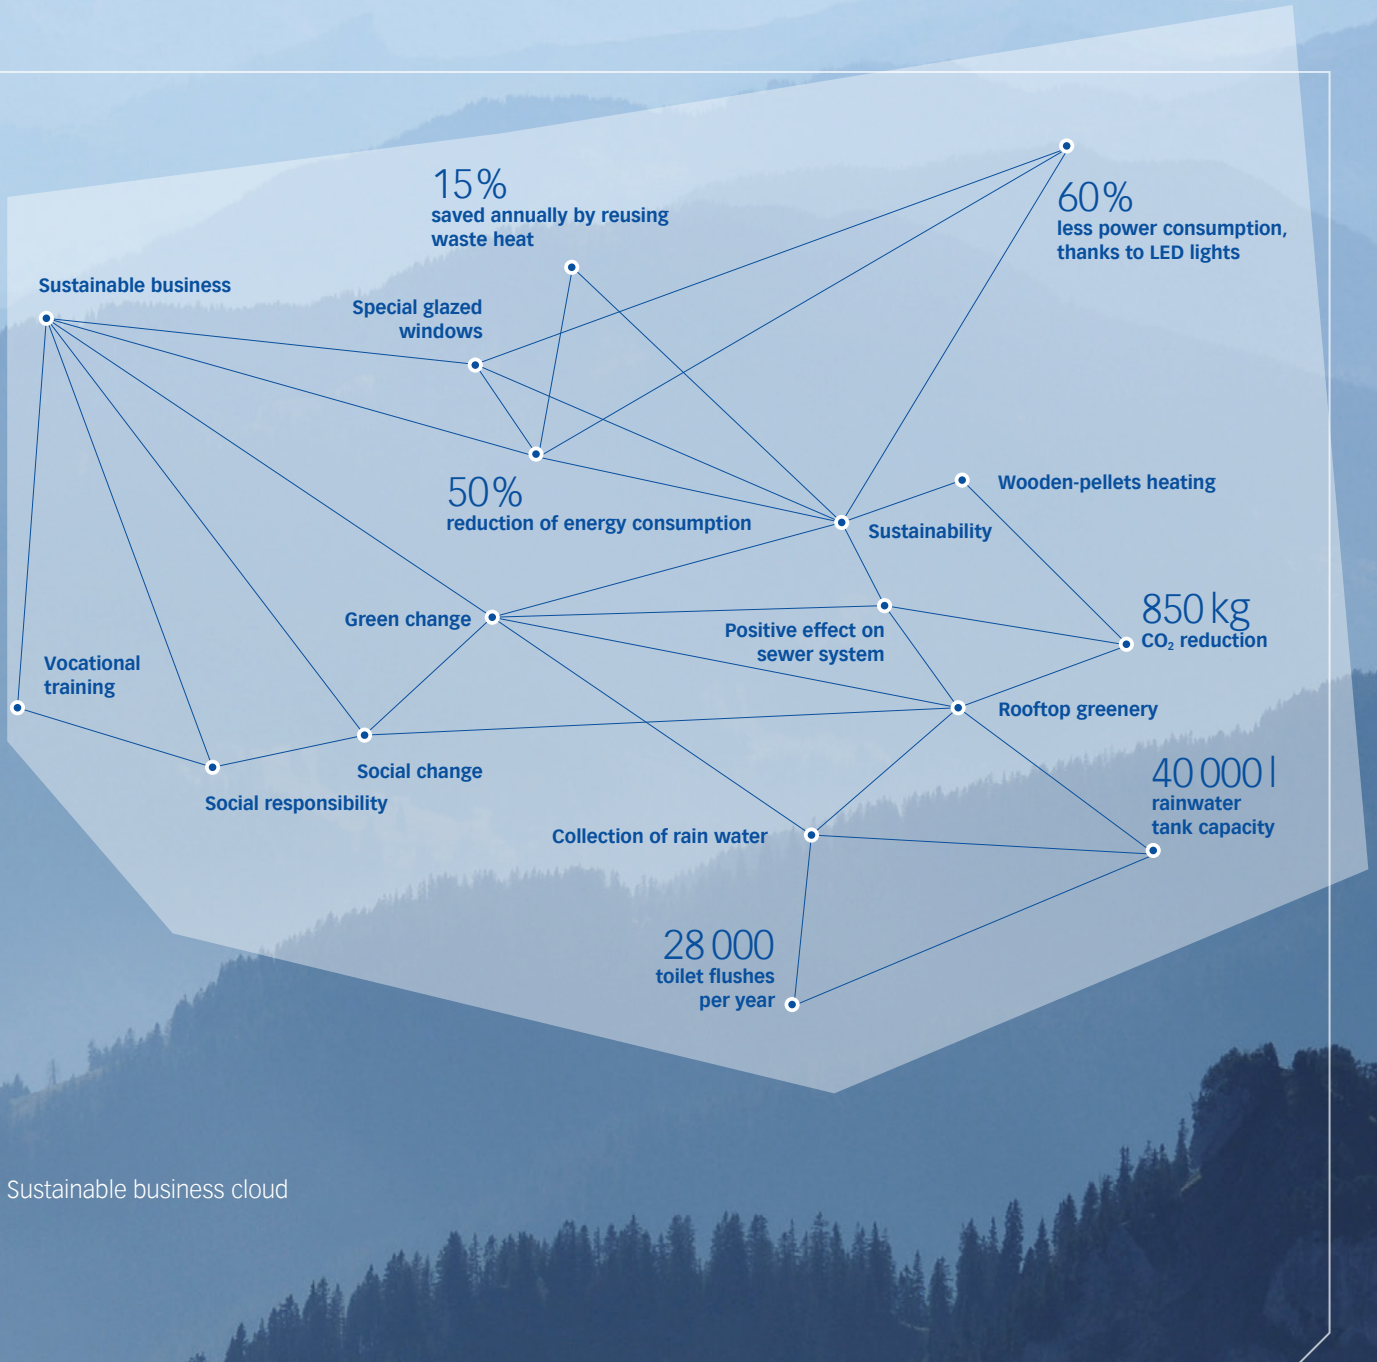 15 %
saved annually by reusing
waste heat
60 %
less power consumption,
thanks to LED lights
Sustainable business
Special glazed
windows
50 %
reduction of energy consumption
Wooden-pellets heating
Sustainability
Green change
Positive effect on
sewer system
850 kg
CO₂ reduction
Vocational
training
Rooftop greenery
Social change
Social responsibility
40 000 l
rainwater
tank capacity
Collection of rain water
28 000
toilet flushes
per year
Sustainable business cloud